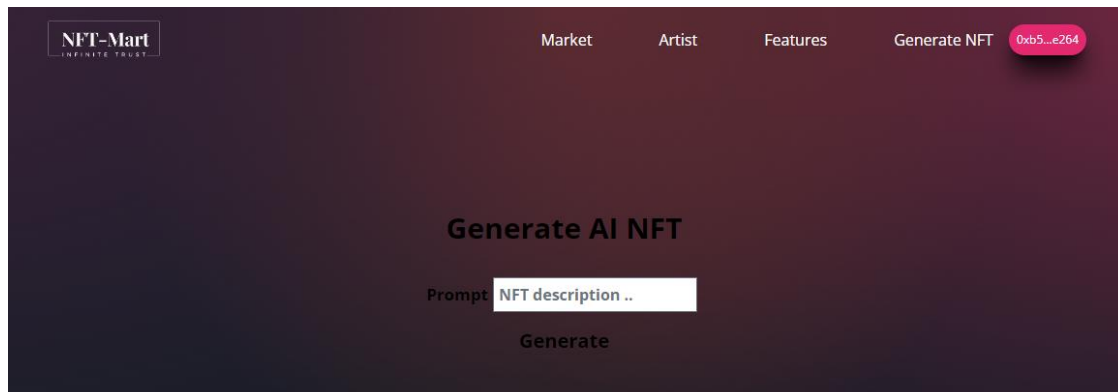 NFT-Mart
INFINITE TRUST
Market Artist Features Generate NFT 0xb5...e264
Generate AI NFT
Prompt NFT description ..
Generate